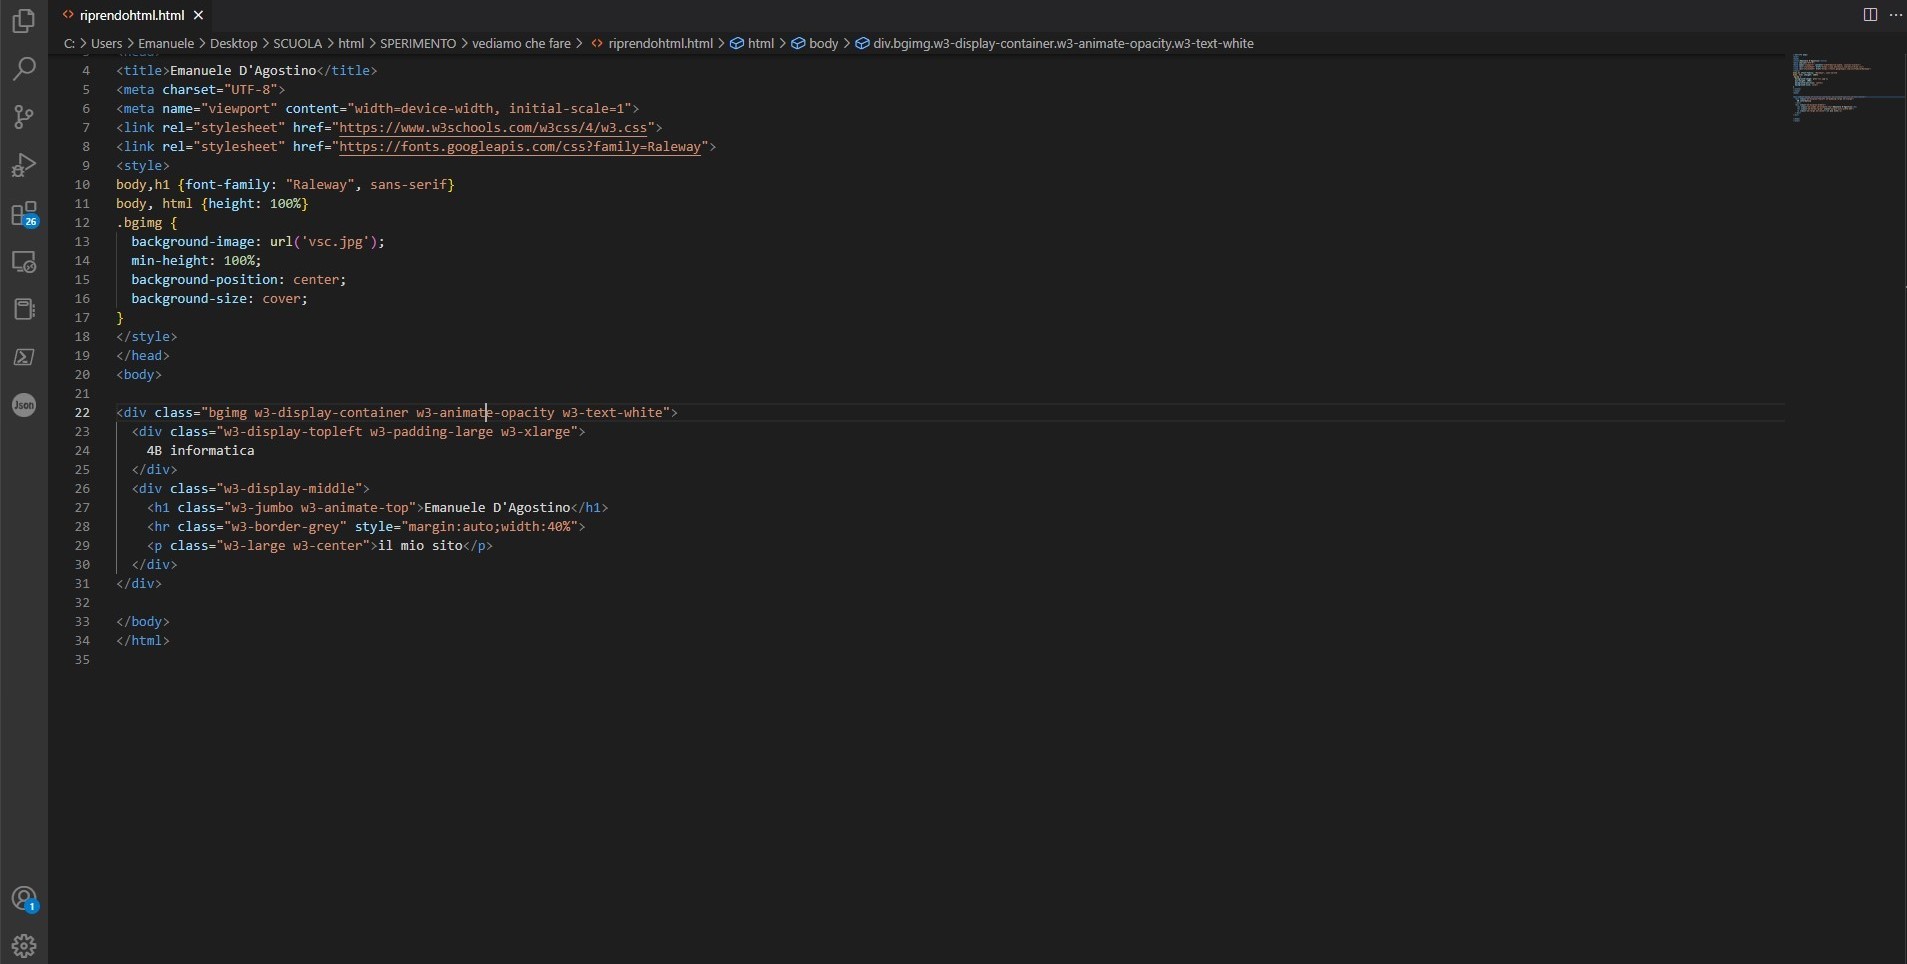 riprendohtml.html
C: > Users > Emanuele > Desktop > SCUOLA > html > SPERIMENTO > vediamo che fare > riprendohtml.html > html > body > div.bgimg.w3-display-container.w3-animate-opacity.w3-text-white
4 <title>Emanuele D'Agostino</title>
5 <meta charset="UTF-8">
6 <meta name="viewport" content="width=device-width, initial-scale=1">
7 <link rel="stylesheet" href="https://www.w3schools.com/w3css/4/w3.css">
8 <link rel="stylesheet" href="https://fonts.googleapis.com/css?family=Raleway">
9 <style>
10 body,h1 {font-family: "Raleway", sans-serif}
11 body, html {height: 100%}
12 .bgimg {
13   background-image: url('vsc.jpg');
14   min-height: 100%;
15   background-position: center;
16   background-size: cover;
17 }
18 </style>
19 </head>
20 <body>
21
22 <div class="bgimg w3-display-container w3-animate-opacity w3-text-white">
23   <div class="w3-display-topleft w3-padding-large w3-xlarge">
24     4B informatica
25   </div>
26   <div class="w3-display-middle">
27     <h1 class="w3-jumbo w3-animate-top">Emanuele D'Agostino</h1>
28     <hr class="w3-border-grey" style="margin:auto;width:40%">
29     <p class="w3-large w3-center">il mio sito</p>
30   </div>
31 </div>
32
33 </body>
34 </html>
35
26
Json
1